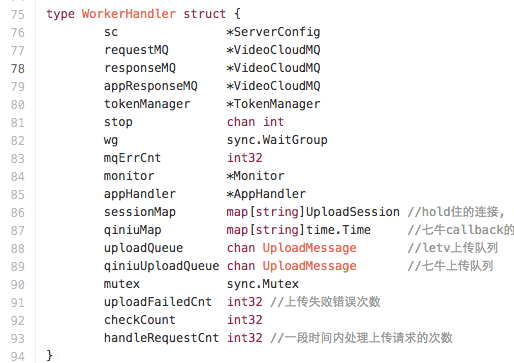 75 type WorkerHandler struct {
76 sc *ServerConfig
77 requestMQ *VideoCloudMQ
78 responseMQ *VideoCloudMQ
79 appResponseMQ *VideoCloudMQ
80 tokenManager *TokenManager
81 stop chan int
82 wg sync.WaitGroup
83 mqErrCnt int32
84 monitor *Monitor
85 appHandler *AppHandler
86 sessionMap map[string]UploadSession //hold住的连接,
87 qiniuMap map[string]time.Time //七牛callback的
88 uploadQueue chan UploadMessage //letv上传队列
89 qiniuUploadQueue chan UploadMessage //七牛上传队列
90 mutex sync.Mutex
91 uploadFailedCnt int32 //上传失败错误次数
92 checkCount int32
93 handleRequestCnt int32 //一段时间内处理上传请求的次数
94 }